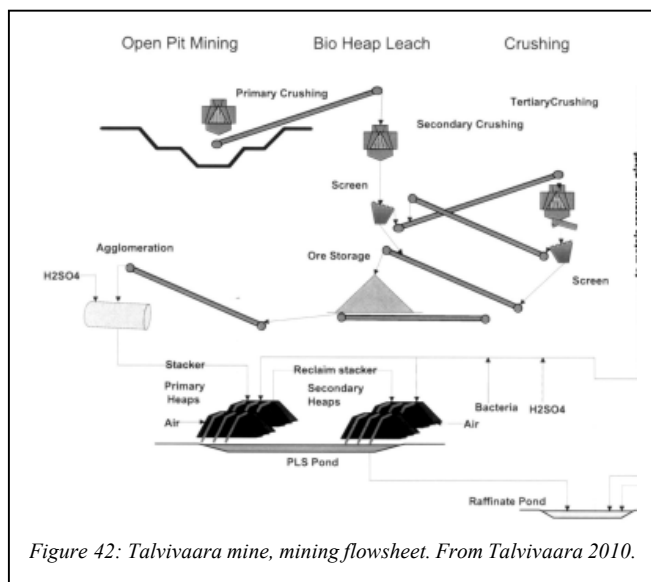 Open Pit Mining
Bio Heap Leach
Crushing
Primary Crushing
TertiaryCrushing
Secondary Crushing
Screen
Agglomeration
Ore Storage
H2SO4
Screen
Stacker
Reclaim stacker
Primary
Heaps
Secondary
Heaps
Air
Air
Bacteria
H2SO4
PLS Pond
Raffinate Pond
Figure 42: Talvivaara mine, mining flowsheet. From Talvivaara 2010.